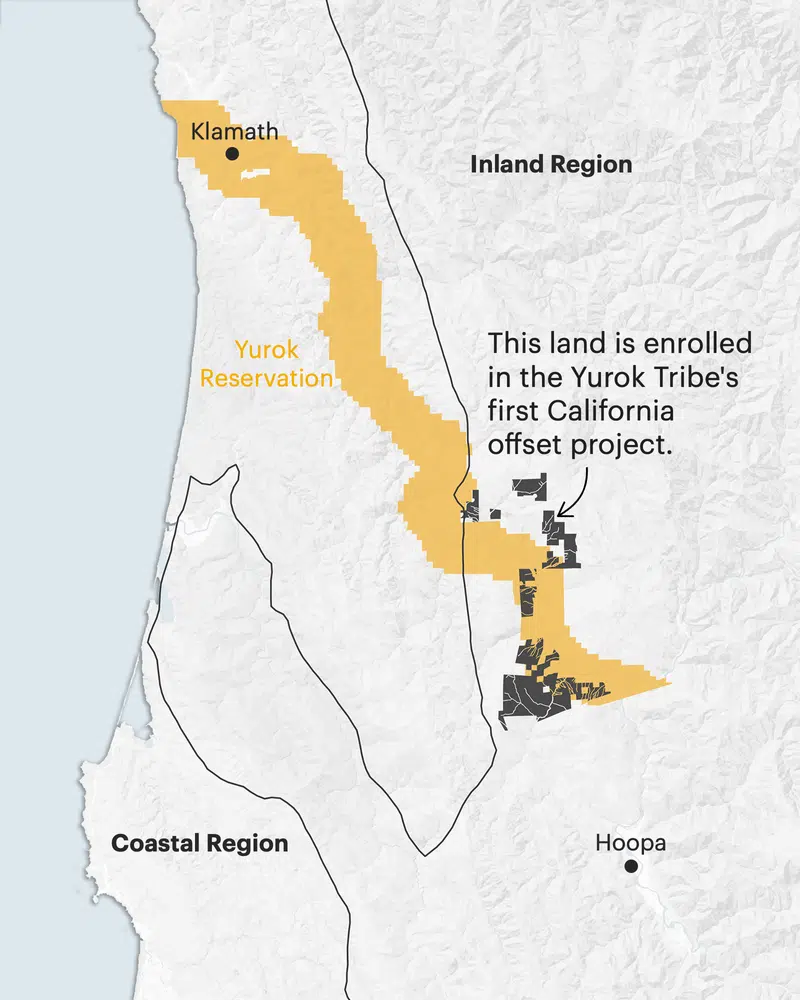 Klamath
Inland Region
This land is enrolled
in the Yurok Tribe's
first California
offset project.
Yurok
Reservation
Coastal Region
Hoopa